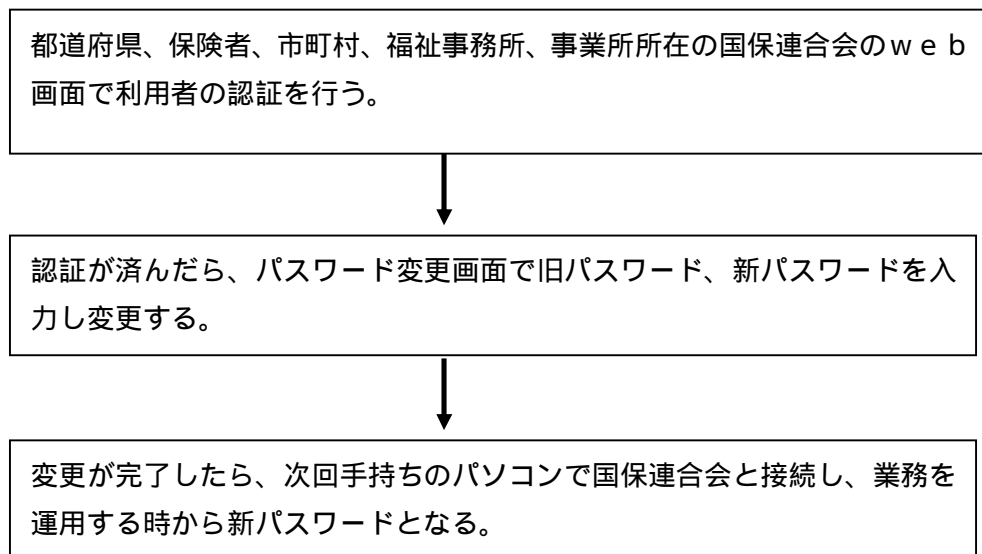 都道府県、保険者、市町村、福祉事務所、事業所所在の国保連合会のｗｅｂ
画面で利用者の認証を行う。
認証が済んだら、パスワード変更画面で旧パスワード、新パスワードを入
力し変更する。
変更が完了したら、次回手持ちのパソコンで国保連合会と接続し、業務を
運用する時から新パスワードとなる。